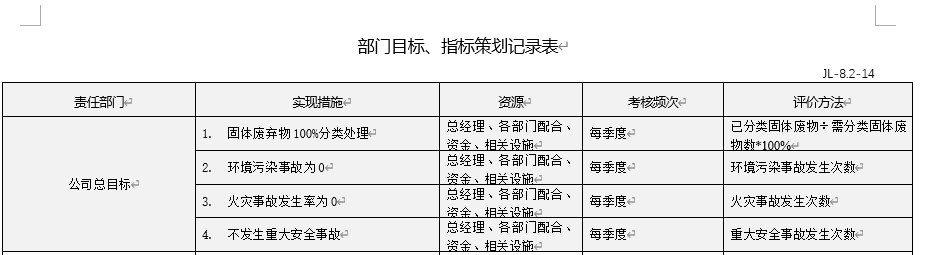 部门目标、指标策划记录表
JL-8.2-14
责任部门 实现措施 资源 考核频次 评价方法
公司总目标
1. 固体废弃物100%分类处理
总经理、各部门配合、
资金、相关设施
每季度
已分类固体废物÷需分类固体废
物数*100%
2. 环境污染事故为0
总经理、各部门配合、
资金、相关设施
每季度
环境污染事故发生次数
3. 火灾事故发生率为0
总经理、各部门配合、
资金、相关设施
每季度
火灾事故发生次数
4. 不发生重大安全事故
总经理、各部门配合、
资金、相关设施
每季度
重大安全事故发生次数